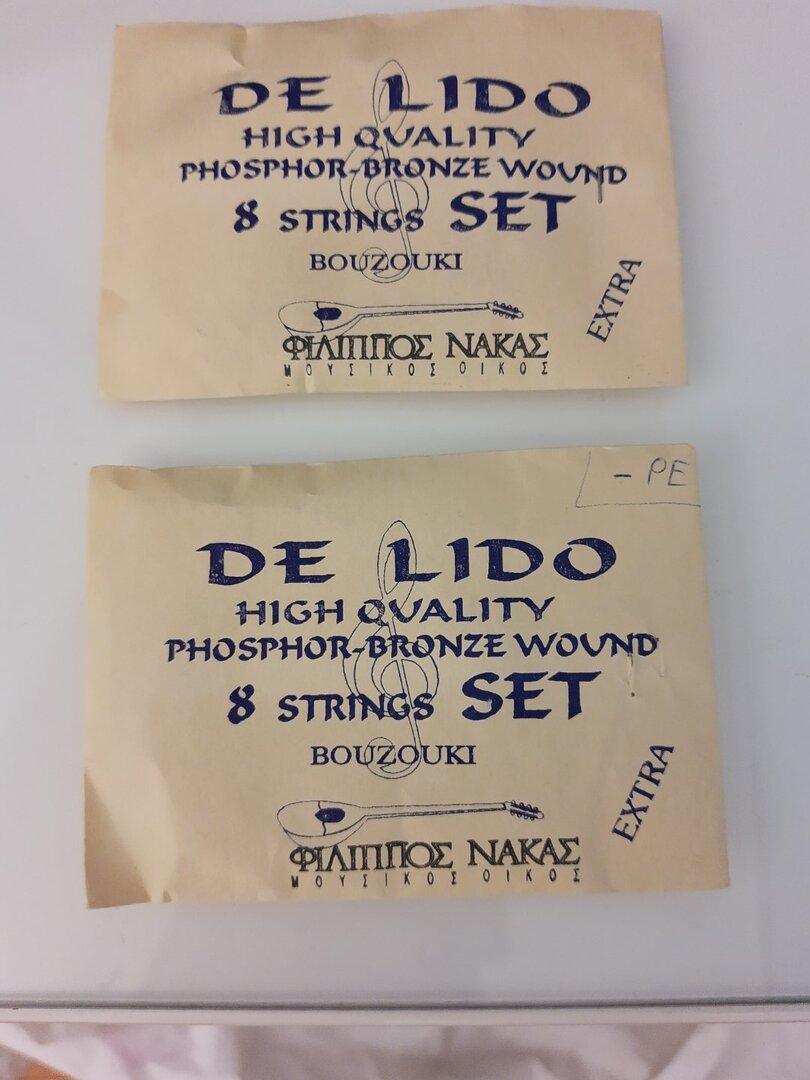 DE LIDO
HIGH QUALITY
PHOSPHOR-BRONZE WOUND
8 STRINGS SET
BOUZOUKI
EXTRA
ΦΙΛΙΠΠΟΣ ΝΑΚΑΣ
ΜΟΥΣΙΚΟΣ ΟΙΚΟΣ
- PE
DE LIDO
HIGH QUALITY
PHOSPHOR-BRONZE WOUND
8 STRINGS SET
BOUZOUKI
EXTRA
ΦΙΛΙΠΠΟΣ ΝΑΚΑΣ
ΜΟΥΣΙΚΟΣ ΟΙΚΟΣ